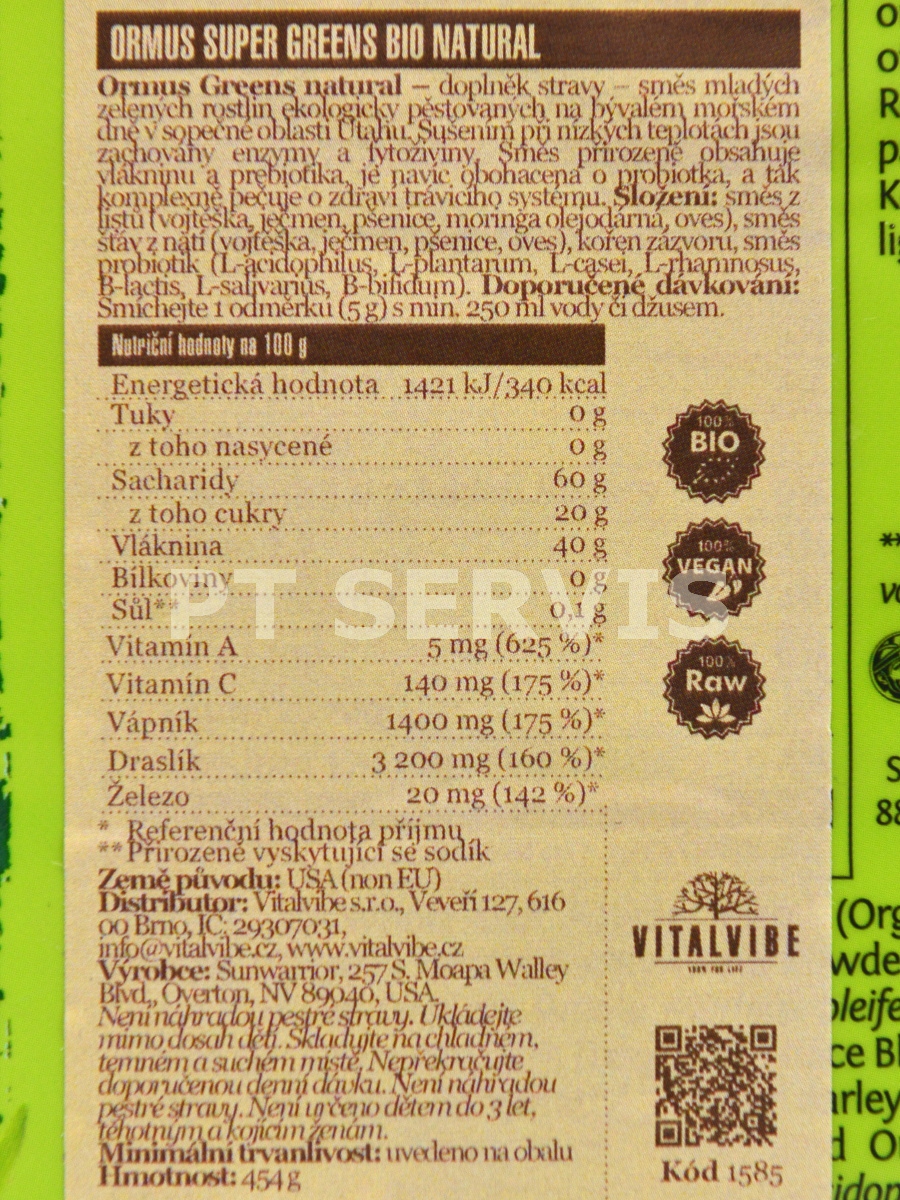 ORMUS SUPER GREENS BIO NATURAL
Ormus Greens natural – doplněk stravy – směs mladých
zelených rostlin ekologicky pěstovaných na bývalém mořském
dně v sopečné oblasti Utahu. Sušením při nízkých teplotách jsou
zachovány enzymy a fytoživiny. Směs přirozeně obsahuje
vlákninu a prebiotika, je navíc obohacena o probiotka, a tak
komplexně pečuje o zdraví trávicího systému. Složení: směs z
listů (vojtěška, ječmen, pšenice, moringa olejodárná, oves), směs
šťav z nati (vojtěška, ječmen, pšenice, oves), kořen zázvoru, směs
probiotik (L-acidophilus, L-plantarum, L-casei, L-rhamnosus,
B-lactis, L-salivarius, B-bifidum). Doporučené dávkování:
Smíchejte 1 odměrku (5 g) s min. 250 ml vody či džusem.
Nutriční hodnoty na 100 g
Energetická hodnota 1421 kJ/340 kcal
Tuky 0 g
z toho nasycené 0 g
Sacharidy 60 g
z toho cukry 20 g
Vláknina 40 g
Bílkoviny 0 g
Sůl** 0,1 g
Vitamín A 5 mg (625 %)*
Vitamín C 140 mg (175 %)*
Vápník 1400 mg (175 %)*
Draslík 3 200 mg (160 %)*
Železo 20 mg (142 %)*
* Referenční hodnota příjmu
**Přirozeně vyskytující se sodík
Země původu: USA (non EU)
Distributor: Vitalvibe s.r.o., Veveří 127, 616
00 Brno, IČ: 29307031,
info@vitalvibe.cz, www.vitalvibe.cz
Výrobce: Sunwarrior, 257 S. Moapa Walley
Blvd., Overton, NV 89040, USA.
Není náhradou pestré stravy. Ukládejte
mimo dosah dětí. Skladujte na chladném,
temném a suchém místě. Nepřekračujte
doporučenou denní dávku. Není náhradou
pestré stravy. Není určeno dětem do 3 let,
těhotným a kojícím ženám.
Minimální trvanlivost: uvedeno na obalu
Hmotnost: 454 g
100%
BIO
100%
VEGAN
100%
Raw
PT SERVIS
VITALVIBE
Kód 1585
(Org